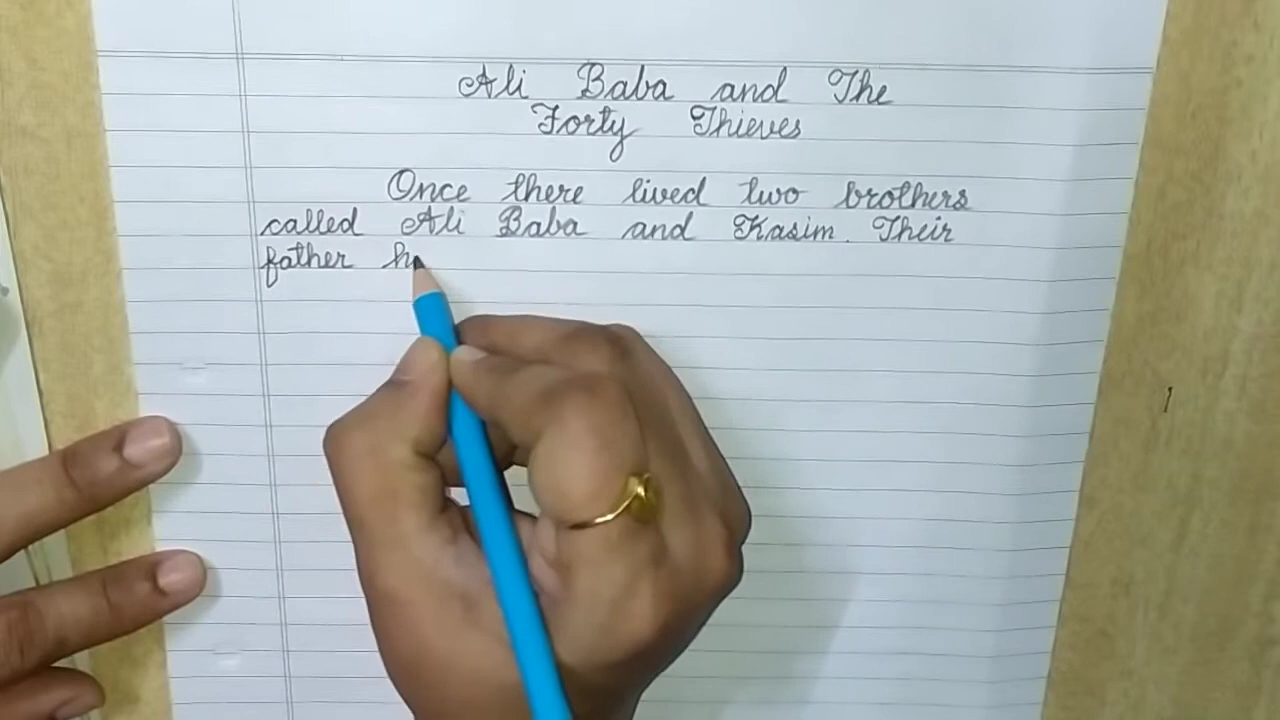 Ali Baba and The
Forty Thieves
Once there lived two brothers
called Ali Baba and Kasim. Their
father